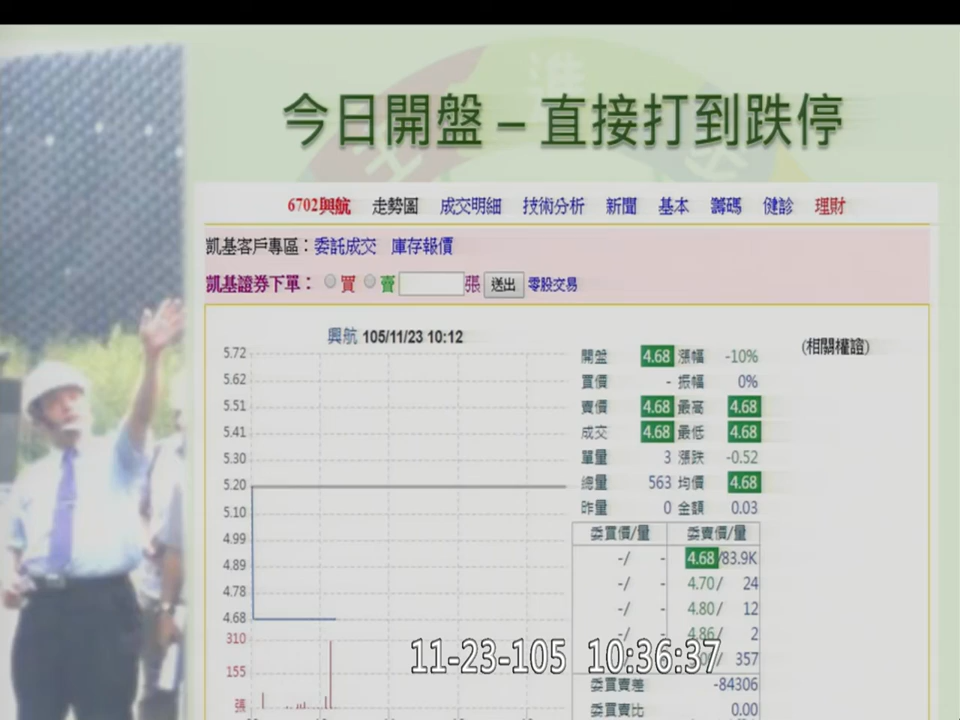 今日開盤 – 直接打到跌停
6702興航 走勢圖 成交明細 技術分析 新聞 基本 籌碼 健診 理財
凱基客戶專區：委託成交 庫存報價
凱基證券下單： 買 賣 張 送出 零股交易
興航 105/11/23 10:12
(相關權證)
5.72
5.62
5.51
5.41
5.30
5.20
5.10
4.99
4.89
4.78
4.68
310
155
張
開盤 4.68 漲幅 -10%
買價 - 振幅 0%
賣價 4.68 最高 4.68
成交 4.68 最低 4.68
單量 3 漲跌 -0.52
總量 563 均價 4.68
昨量 0 金額 0.03
委買價/量 委賣價/量
-/ - 4.68/83.9K
-/ - 4.70/ 24
-/ - 4.80/ 12
-/ - 4.86/ 2
357
委買賣差 -84306
委買賣比 0.00
11-23-105 10:36:37